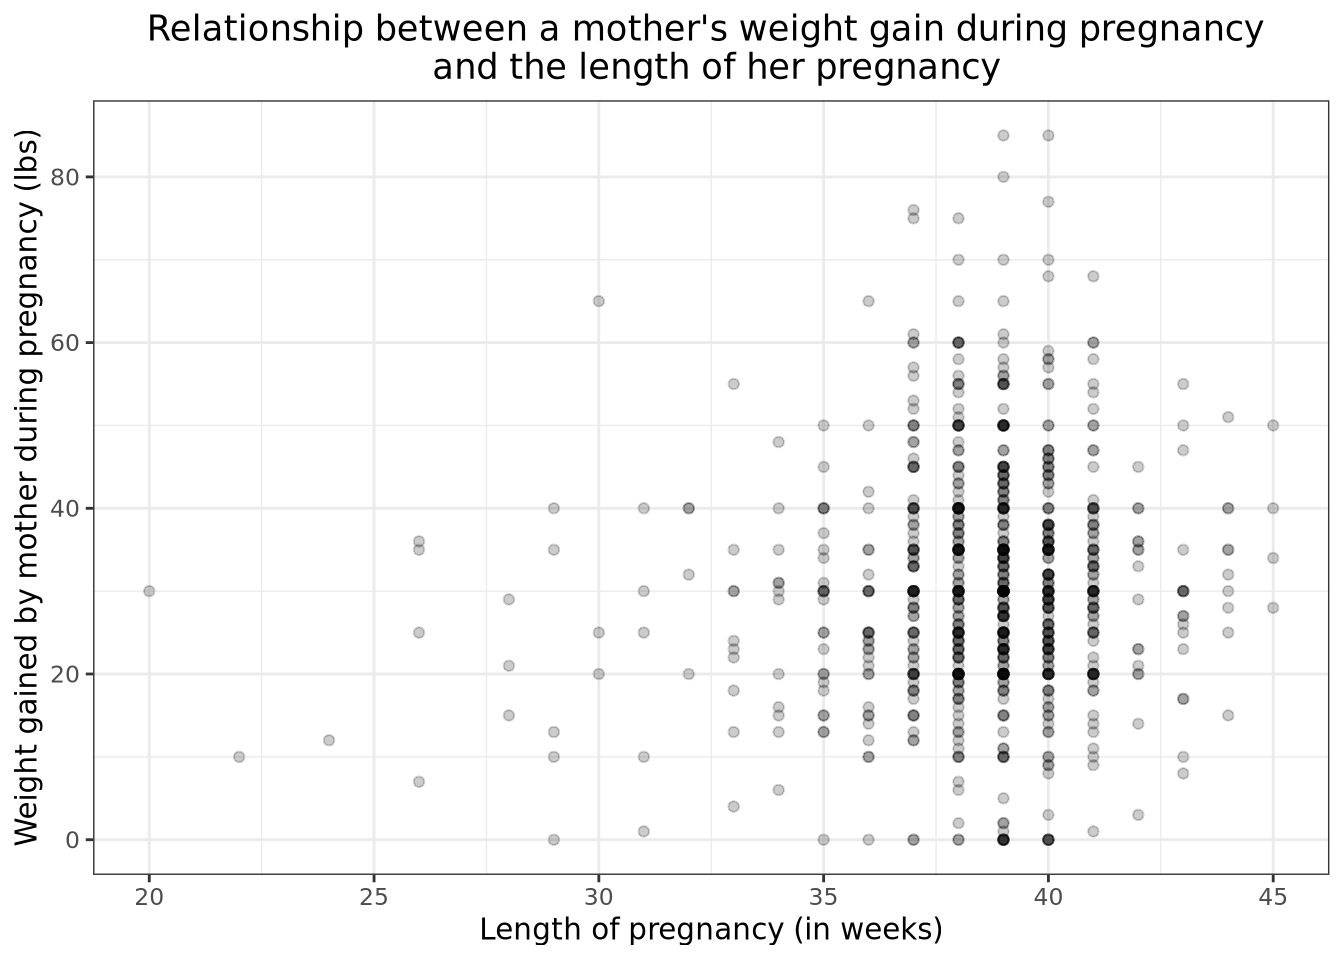 Relationship between a mother's weight gain during pregnancy
and the length of her pregnancy
Weight gained by mother during pregnancy (lbs)
80
60
40
20
0
20 25 30 35 40 45
Length of pregnancy (in weeks)